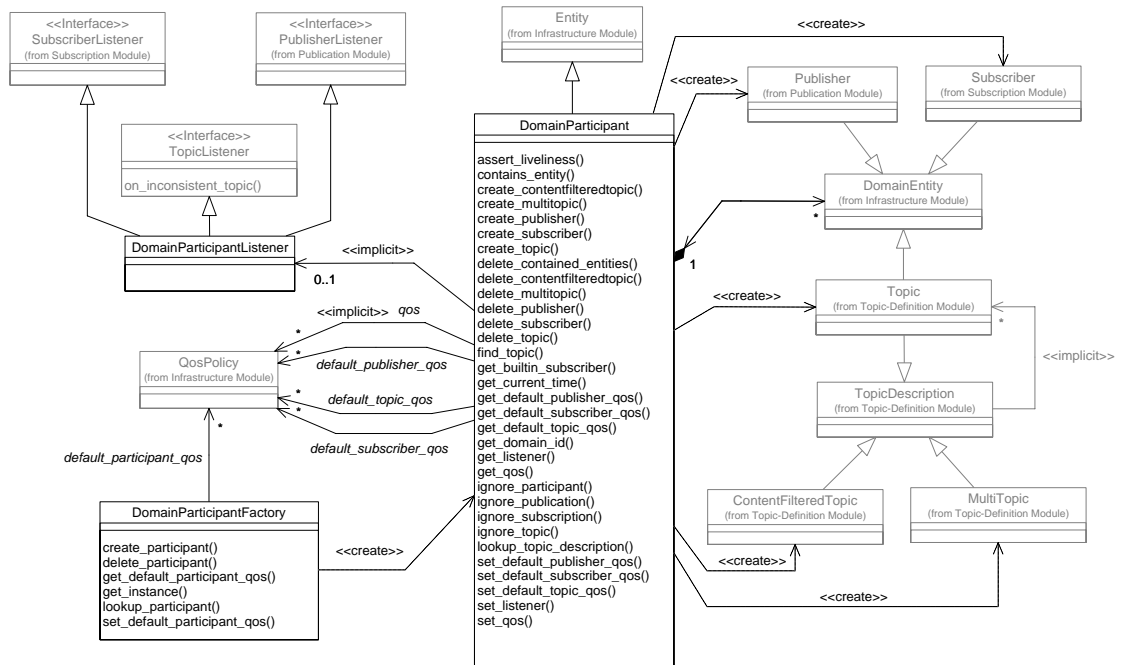 <<Interface>>
SubscriberListener
(from Subscription Module)
<<Interface>>
PublisherListener
(from Publication Module)
Entity
(from Infrastructure Module)
<<create>>
<<create>>
Publisher
(from Publication Module)
Subscriber
(from Subscription Module)
<<Interface>>
TopicListener
on_inconsistent_topic()
DomainParticipant
assert_liveliness()
contains_entity()
create_contentfilteredtopic()
create_multitopic()
create_publisher()
create_subscriber()
create_topic()
delete_contained_entities()
delete_contentfilteredtopic()
delete_multitopic()
delete_publisher()
delete_subscriber()
delete_topic()
find_topic()
get_builtin_subscriber()
get_current_time()
get_default_publisher_qos()
get_default_subscriber_qos()
get_default_topic_qos()
get_domain_id()
get_listener()
get_qos()
ignore_participant()
ignore_publication()
ignore_subscription()
ignore_topic()
lookup_topic_description()
set_default_publisher_qos()
set_default_subscriber_qos()
set_default_topic_qos()
set_listener()
set_qos()
DomainEntity
(from Infrastructure Module)
*
1
DomainParticipantListener
<<implicit>>
0..1
<<implicit>> qos
*
*
default_publisher_qos
QosPolicy
(from Infrastructure Module)
*
default_topic_qos
*
default_subscriber_qos
*
default_participant_qos
<<create>>
Topic
(from Topic-Definition Module)
*
<<implicit>>
TopicDescription
(from Topic-Definition Module)
DomainParticipantFactory
create_participant()
delete_participant()
get_default_participant_qos()
get_instance()
lookup_participant()
set_default_participant_qos()
<<create>>
ContentFilteredTopic
(from Topic-Definition Module)
MultiTopic
(from Topic-Definition Module)
<<create>>
<<create>>